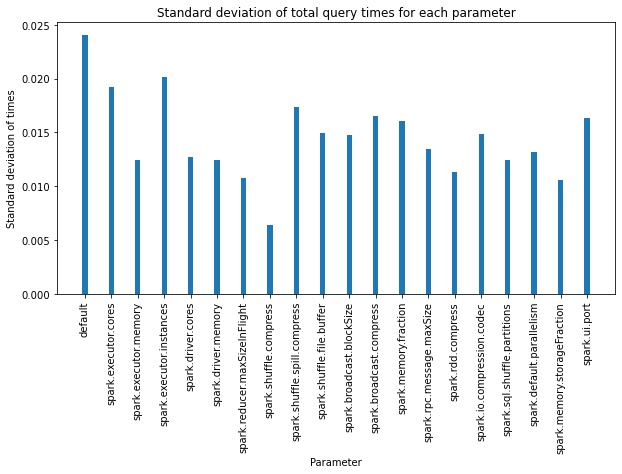 Standard deviation of total query times for each parameter
Standard deviation of times
0.025
0.020
0.015
0.010
0.005
0.000
default
spark.executor.cores
spark.executor.memory
spark.executor.instances
spark.driver.cores
spark.driver.memory
spark.reducer.maxSizeInFlight
spark.shuffle.compress
spark.shuffle.spill.compress
spark.shuffle.file.buffer
spark.broadcast.blockSize
spark.broadcast.compress
spark.memory.fraction
spark.rpc.message.maxSize
spark.rdd.compress
spark.io.compression.codec
spark.sql.shuffle.partitions
spark.default.parallelism
spark.memory.storageFraction
spark.ui.port
Parameter